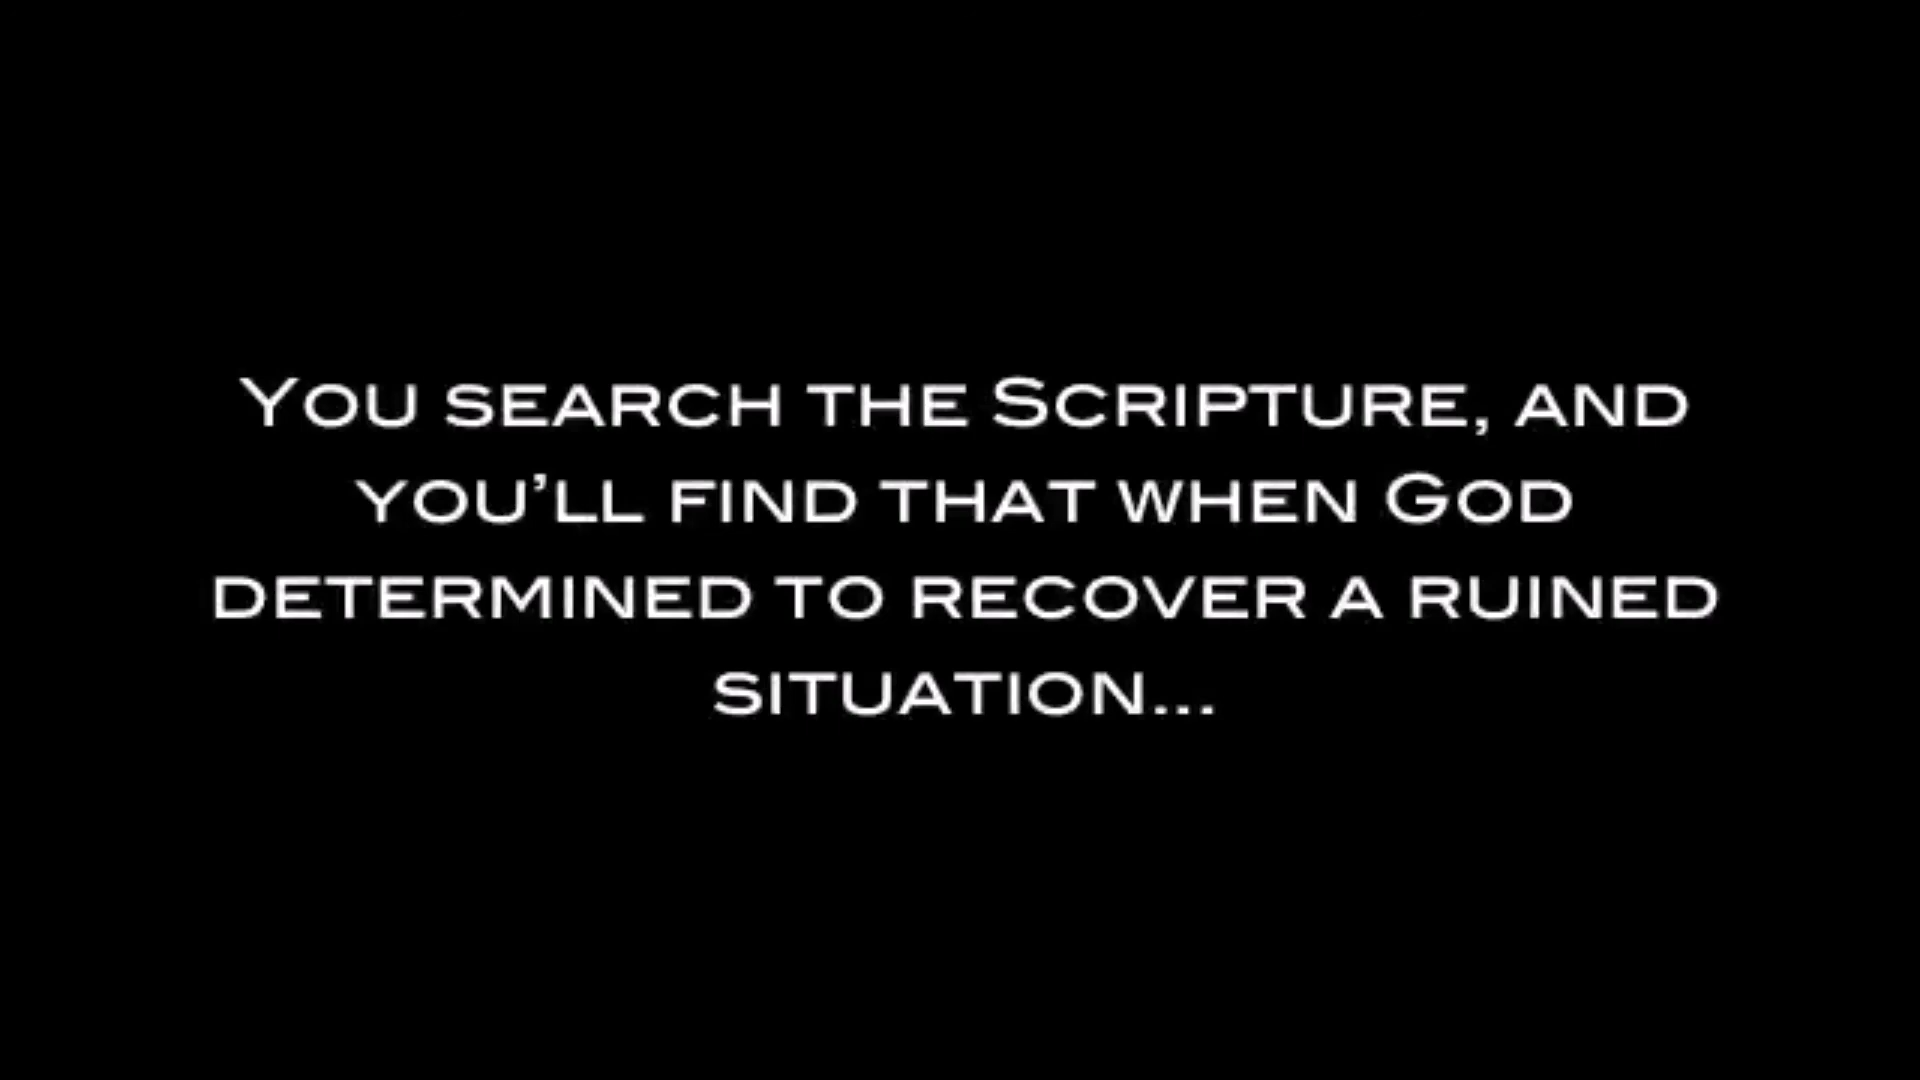 You search the Scripture, and
you’ll find that when God
determined to recover a ruined
situation...